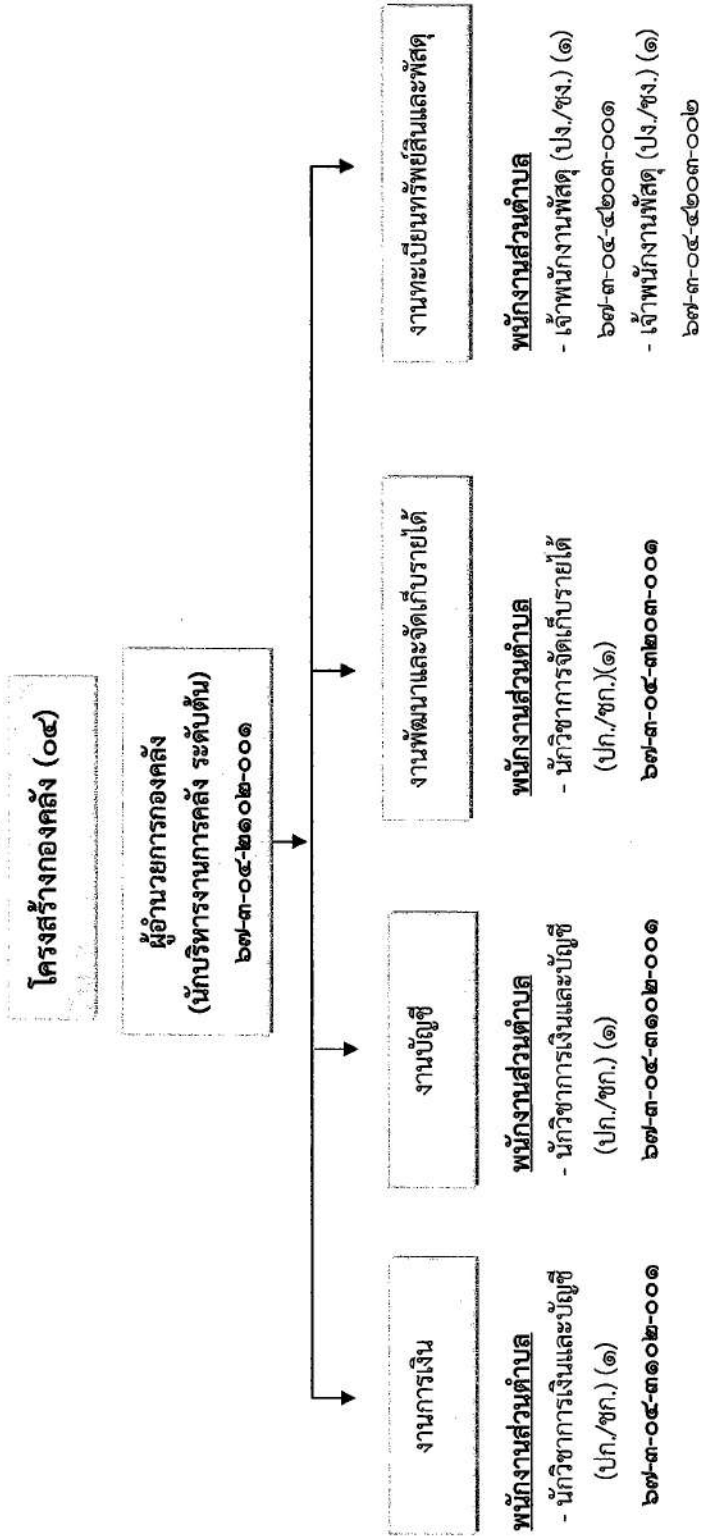 โครงสร้างกองคลัง (๐๔)
ผู้อำนวยการกองคลัง
(นักบริหารงานการคลัง ระดับต้น)
๖๗-๓-๐๔-๒๑๐๒-๐๐๑
งานการเงิน
พนักงานส่วนตำบล
- นักวิชาการเงินและบัญชี
(ปก./ชก.) (๑)
๖๗-๓-๐๔-๓๑๐๒-๐๐๑
งานบัญชี
พนักงานส่วนตำบล
- นักวิชาการเงินและบัญชี
(ปก./ชก.) (๑)
๖๗-๓-๐๔-๓๑๐๒-๐๐๑
งานพัฒนาและจัดเก็บรายได้
พนักงานส่วนตำบล
- นักวิชาการจัดเก็บรายได้
(ปก./ชก.)(๑)
๖๗-๓-๐๔-๓๒๐๓-๐๐๑
งานทะเบียนทรัพย์สินและพัสดุ
พนักงานส่วนตำบล
- เจ้าพนักงานพัสดุ (ปง./ชง.) (๑)
๖๗-๓-๐๔-๔๒๐๓-๐๐๑
- เจ้าพนักงานพัสดุ (ปง./ชง.) (๑)
๖๗-๓-๐๔-๔๒๐๓-๐๐๒